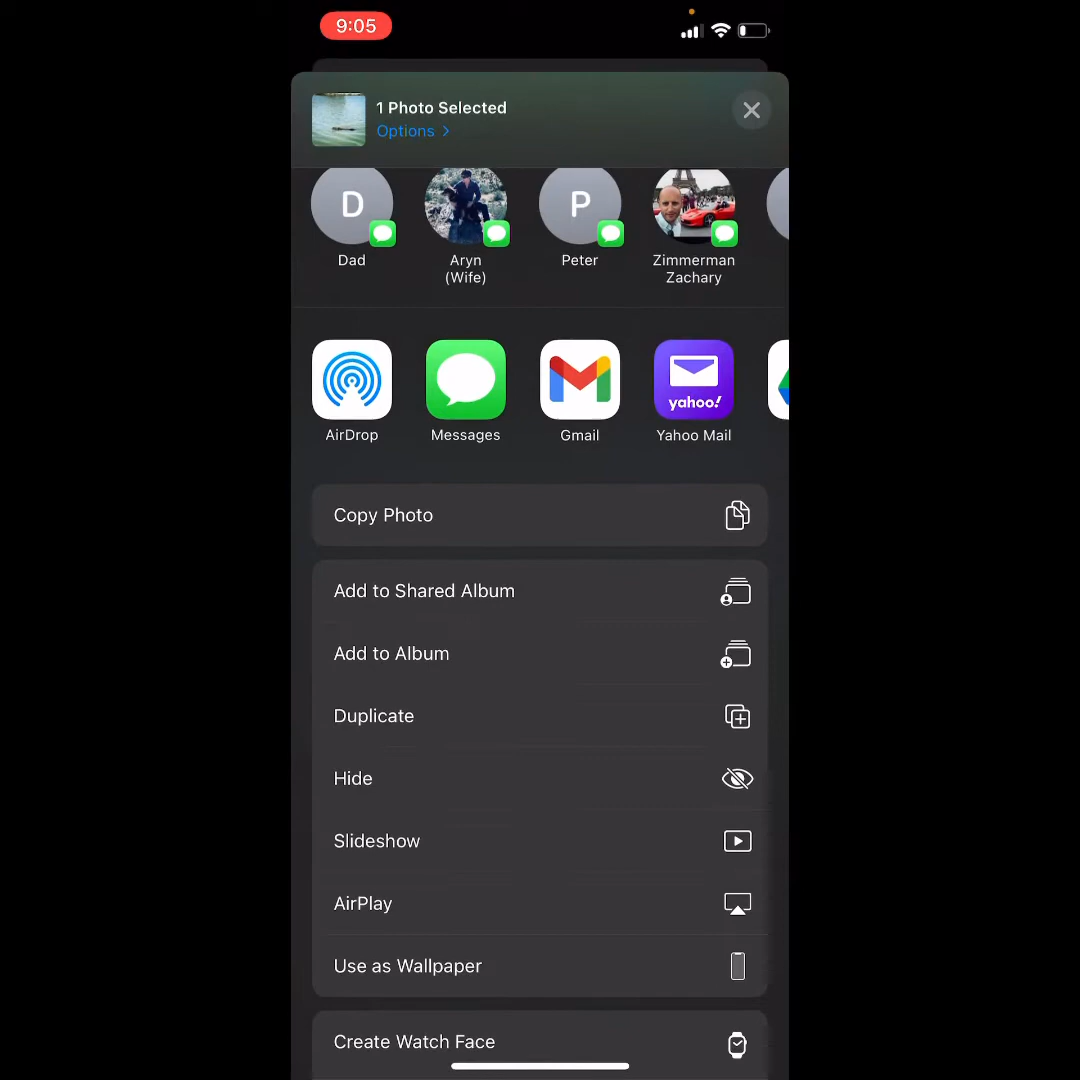 9:05
1 Photo Selected
Options
D
P
Dad
Aryn
(Wife)
Peter
Zimmerman
Zachary
yahoo!
AirDrop
Messages
Gmail
Yahoo Mail
Copy Photo
Add to Shared Album
Add to Album
Duplicate
Hide
Slideshow
AirPlay
Use as Wallpaper
Create Watch Face